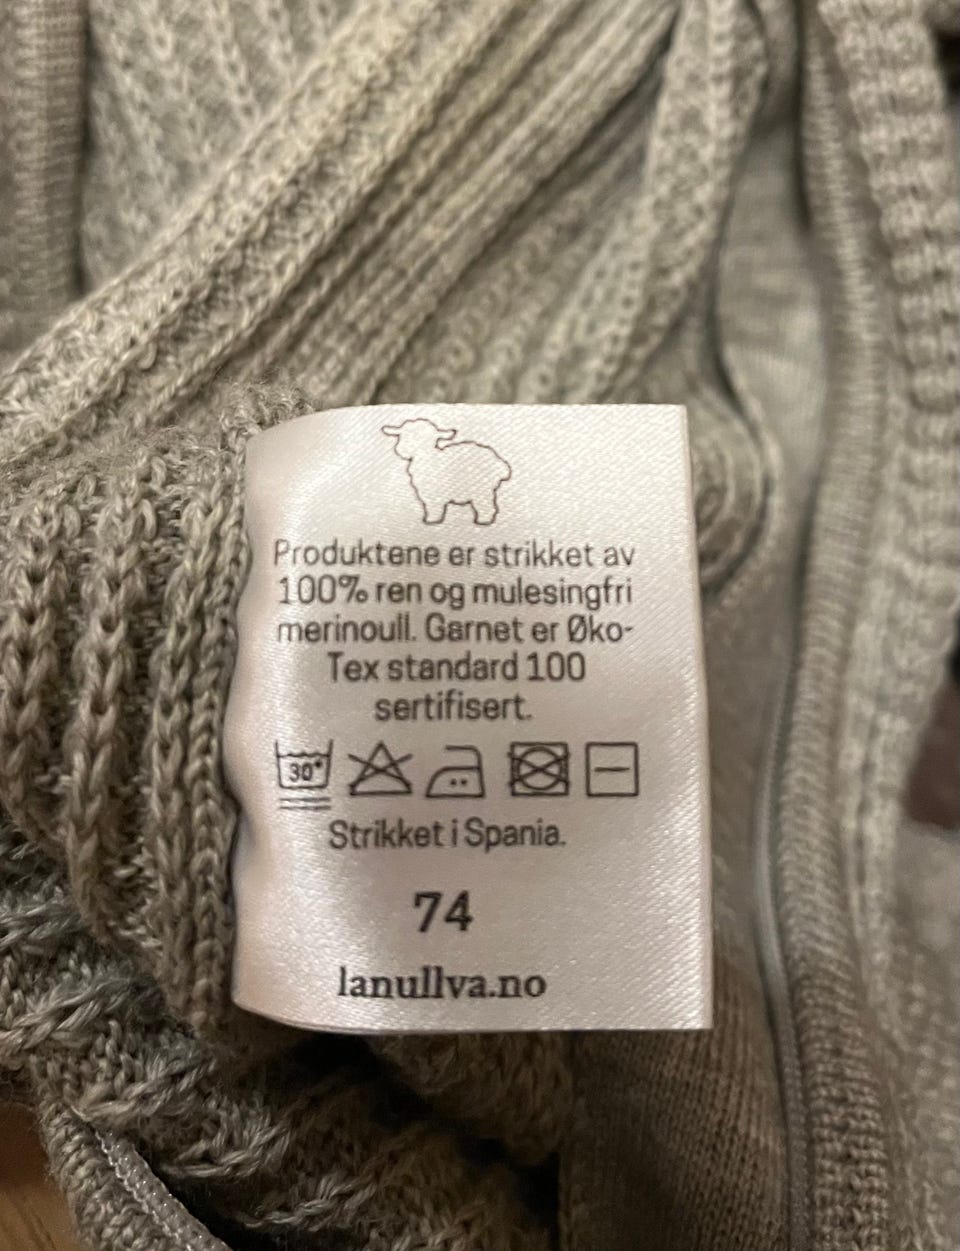 Produktene er strikket av
100% ren og mulesingfri
merinoull. Garnet er Øko-
Tex standard 100
sertifisert.
30°
Strikket i Spania.
74
lanullva.no